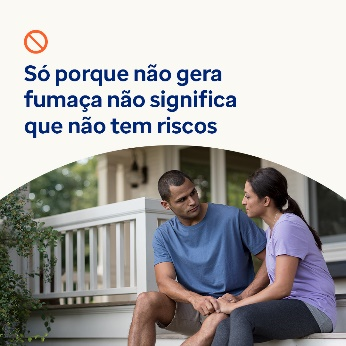 Só porque não gera
fumaça não significa
que não tem riscos